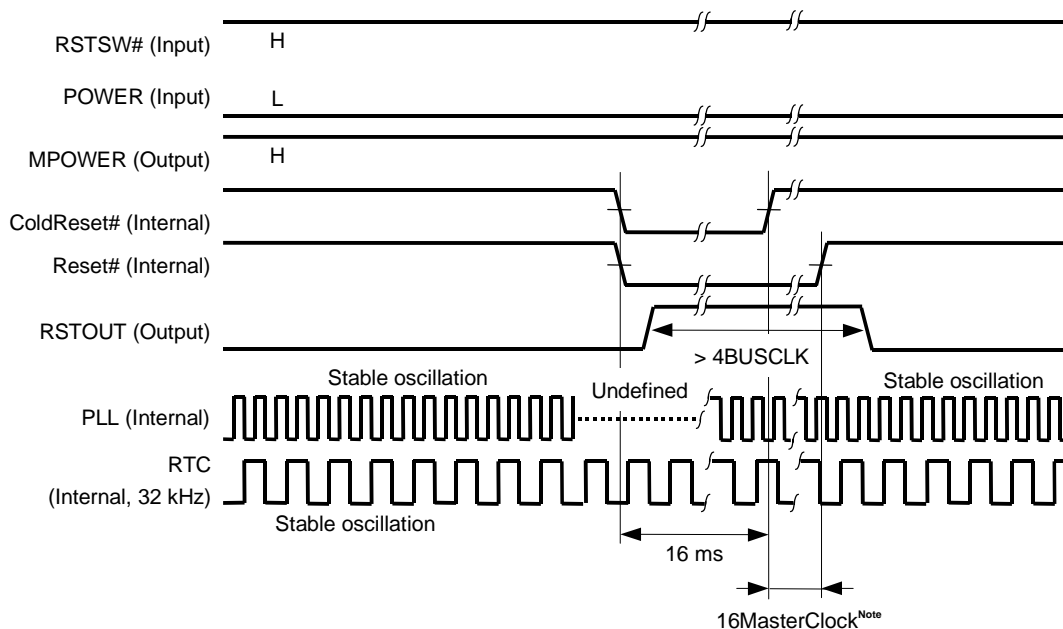 RSTSW# (Input)
H
POWER (Input)
L
MPOWER (Output)
H
ColdReset# (Internal)
Reset# (Internal)
RSTOUT (Output)
> 4BUSCLK
Stable oscillation
Undefined
Stable oscillation
PLL (Internal)
RTC
(Internal, 32 kHz)
Stable oscillation
16 ms
16MasterClockNote